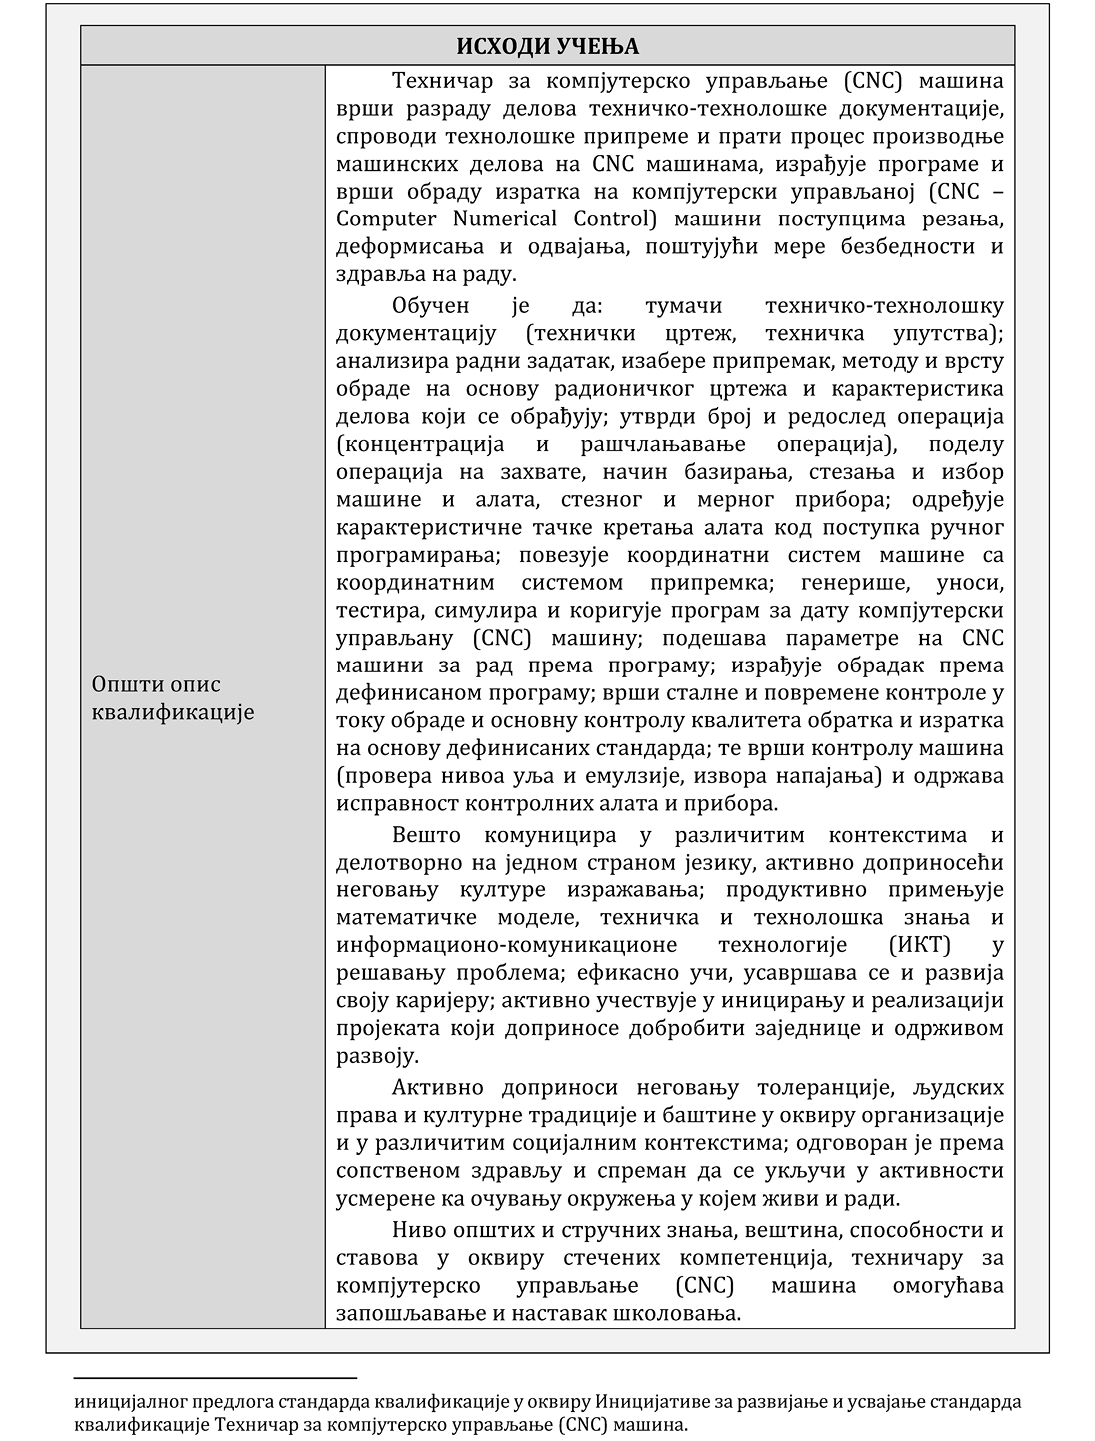 ИСХОДИ УЧЕЊА
Општи опис
квалификације
Техничар за компјутерско управљање (CNC) машина
врши разраду делова техничко-технолошке документације,
спроводи технолошке припреме и прати процес производње
машинских делова на CNC машинама, израђује програме и
врши обраду изратка на компјутерски управљаној (CNC –
Computer Numerical Control) машини поступцима резања,
деформисања и одвајања, поштујући мере безбедности и
здравља на раду.
Обучен је да: тумачи техничко-технолошку
документацију (технички цртеж, техничка упутства);
анализира радни задатак, изабере припремак, методу и врсту
обраде на основу радионичког цртежа и карактеристика
делова који се обрађују; утврди број и редослед операција
(концентрација и рашчлањавање операција), поделу
операција на захвате, начин базирања, стезања и избор
машине и алата, стезног и мерног прибора; одређује
карактеристичне тачке кретања алата код поступка ручног
програмирања; повезује координатни систем машине са
координатним системом припремка; генерише, уноси,
тестира, симулира и коригује програм за дату компјутерски
управљану (CNC) машину; подешава параметре на CNC
машини за рад према програму; израђује обрадак према
дефинисаном програму; врши сталне и повремене контроле у
току обраде и основну контролу квалитета обратка и изратка
на основу дефинисаних стандарда; те врши контролу машина
(провера нивоа уља и емулзије, извора напајања) и одржава
исправност контролних алата и прибора.
Вешто комуницира у различитим контекстима и
делотворно на једном страном језику, активно доприносећи
неговању културе изражавања; продуктивно примењује
математичке моделе, техничка и технолошка знања и
информационо-комуникационе технологије (ИКТ) у
решавању проблема; ефикасно учи, усавршава се и развија
своју каријеру; активно учествује у иницирању и реализацији
пројеката који доприносе добробити заједнице и одрживом
развоју.
Активно доприноси неговању толеранције, људских
права и културне традиције и баштине у оквиру организације
и у различитим социјалним контекстима; одговоран је према
сопственом здрављу и спреман да се укључи у активности
усмерене ка очувању окружења у којем живи и ради.
Ниво општих и стручних знања, вештина, способности и
ставова у оквиру стечених компетенција, техничару за
компјутерско управљање (CNC) машина омогућава
запошљавање и наставак школовања.
иницијалног предлога стандарда квалификације у оквиру Иницијативе за развијање и усвајање стандарда
квалификације Техничар за компјутерско управљање (CNC) машина.